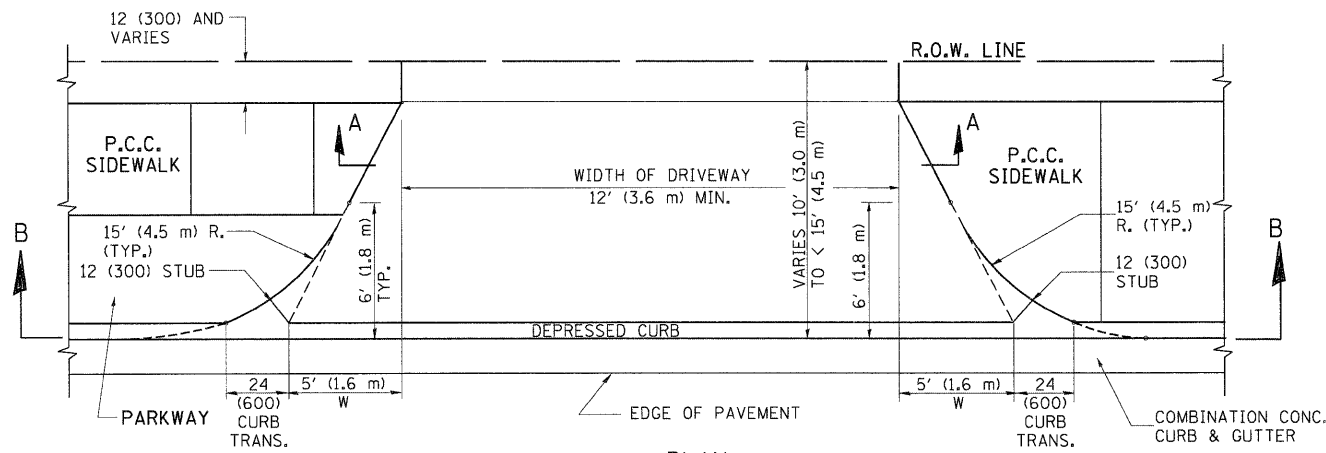 12 (300) AND
VARIES
R.O.W. LINE
P.C.C.
SIDEWALK
A
WIDTH OF DRIVEWAY
12' (3.6 m) MIN.
VARIES 10' (3.0 m)
TO < 15' (4.5 m)
A
P.C.C.
SIDEWALK
B
15' (4.5 m) R.
(TYP.)
12 (300) STUB
6' (1.8 m)
TYP.
6' (1.8 m)
15' (4.5 m)
R. (TYP.)
12 (300)
STUB
B
DEPRESSED CURB
PARKWAY
24
(600)
CURB
TRANS.
5' (1.6 m)
W
EDGE OF PAVEMENT
5' (1.6 m)
W
24
(600)
CURB
TRANS.
COMBINATION CONC.
CURB & GUTTER